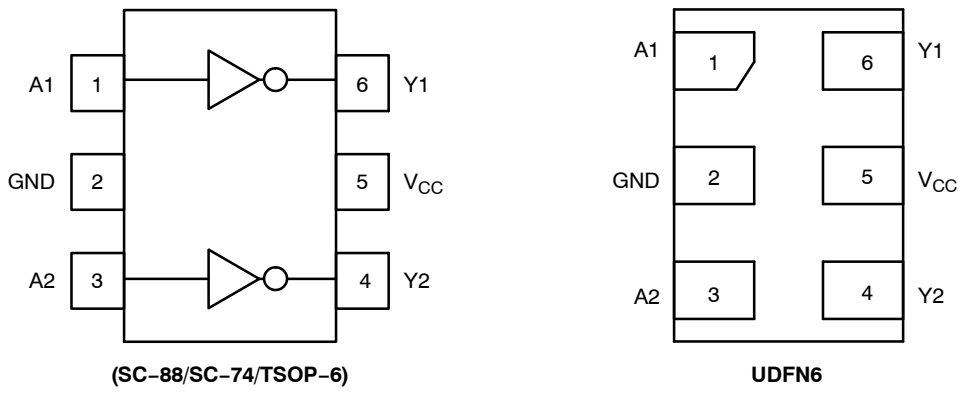 A1 1 6 Y1
GND 2 5 VCC
A2 3 4 Y2
(SC−88/SC−74/TSOP−6)
A1 1 6 Y1
GND 2 5 VCC
A2 3 4 Y2
UDFN6